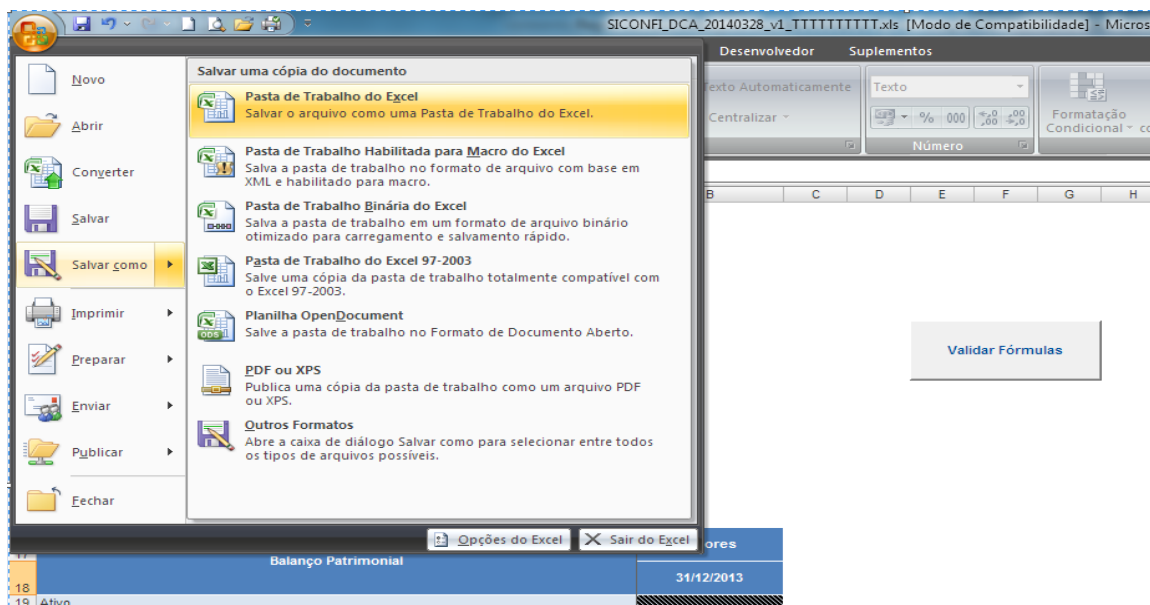 SICONFI_DCA_20140328_v1_TTTTTTTTTT.xls [Modo de Compatibilidade] - Micros
Desenvolvedor Suplementos
Novo
Abrir
Converter
Salvar
Salvar como
Imprimir
Preparar
Enviar
Publicar
Fechar
Salvar uma cópia do documento
Pasta de Trabalho do Excel
Salvar o arquivo como uma Pasta de Trabalho do Excel.
Pasta de Trabalho Habilitada para Macro do Excel
Salva a pasta de trabalho no formato de arquivo com base em
XML e habilitado para macro.
Pasta de Trabalho Binária do Excel
Salva a pasta de trabalho em um formato de arquivo binário
otimizado para carregamento e salvamento rápido.
Pasta de Trabalho do Excel 97-2003
Salve uma cópia da pasta de trabalho totalmente compatível com
o Excel 97-2003.
Planilha OpenDocument
Salve a pasta de trabalho no Formato de Documento Aberto.
PDF ou XPS
Publica uma cópia da pasta de trabalho como um arquivo PDF
ou XPS.
Outros Formatos
Abre a caixa de diálogo Salvar como para selecionar entre todos
os tipos de arquivos possíveis.
Opções do Excel Sair do Excel
Texto Automaticamente Texto
Centralizar % 000 ,00 ,00
Formatação
Condicional co
Número
B C D E F G H
Validar Fórmulas
17 Balanço Patrimonial ores
18 31/12/2013
19 Ativo